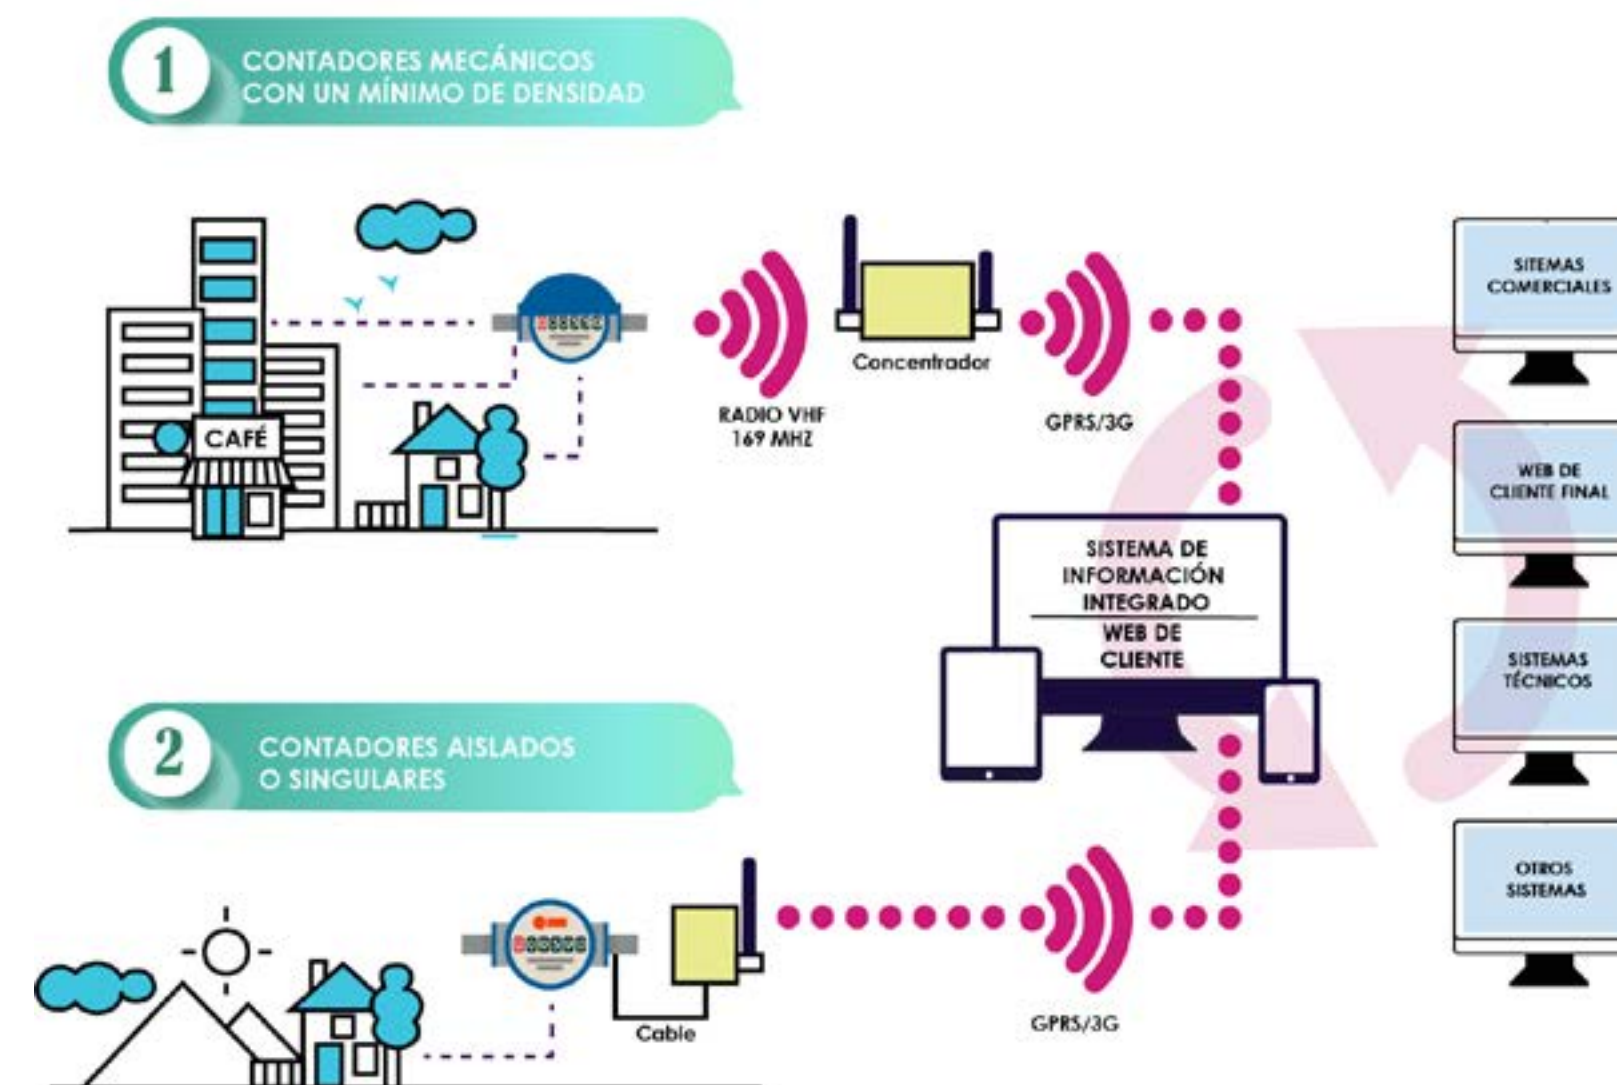 1
CONTADORES MECÁNICOS
CON UN MÍNIMO DE DENSIDAD
CAFÉ
RADIO VHF
169 MHZ
Concentrador
GPRS/3G
SITEMAS
COMERCIALES
WEB DE
CLIENTE FINAL
SISTEMA DE
INFORMACIÓN
INTEGRADO
WEB DE
CLIENTE
SISTEMAS
TÉCNICOS
2
CONTADORES AISLADOS
O SINGULARES
Cable
GPRS/3G
OTROS
SISTEMAS